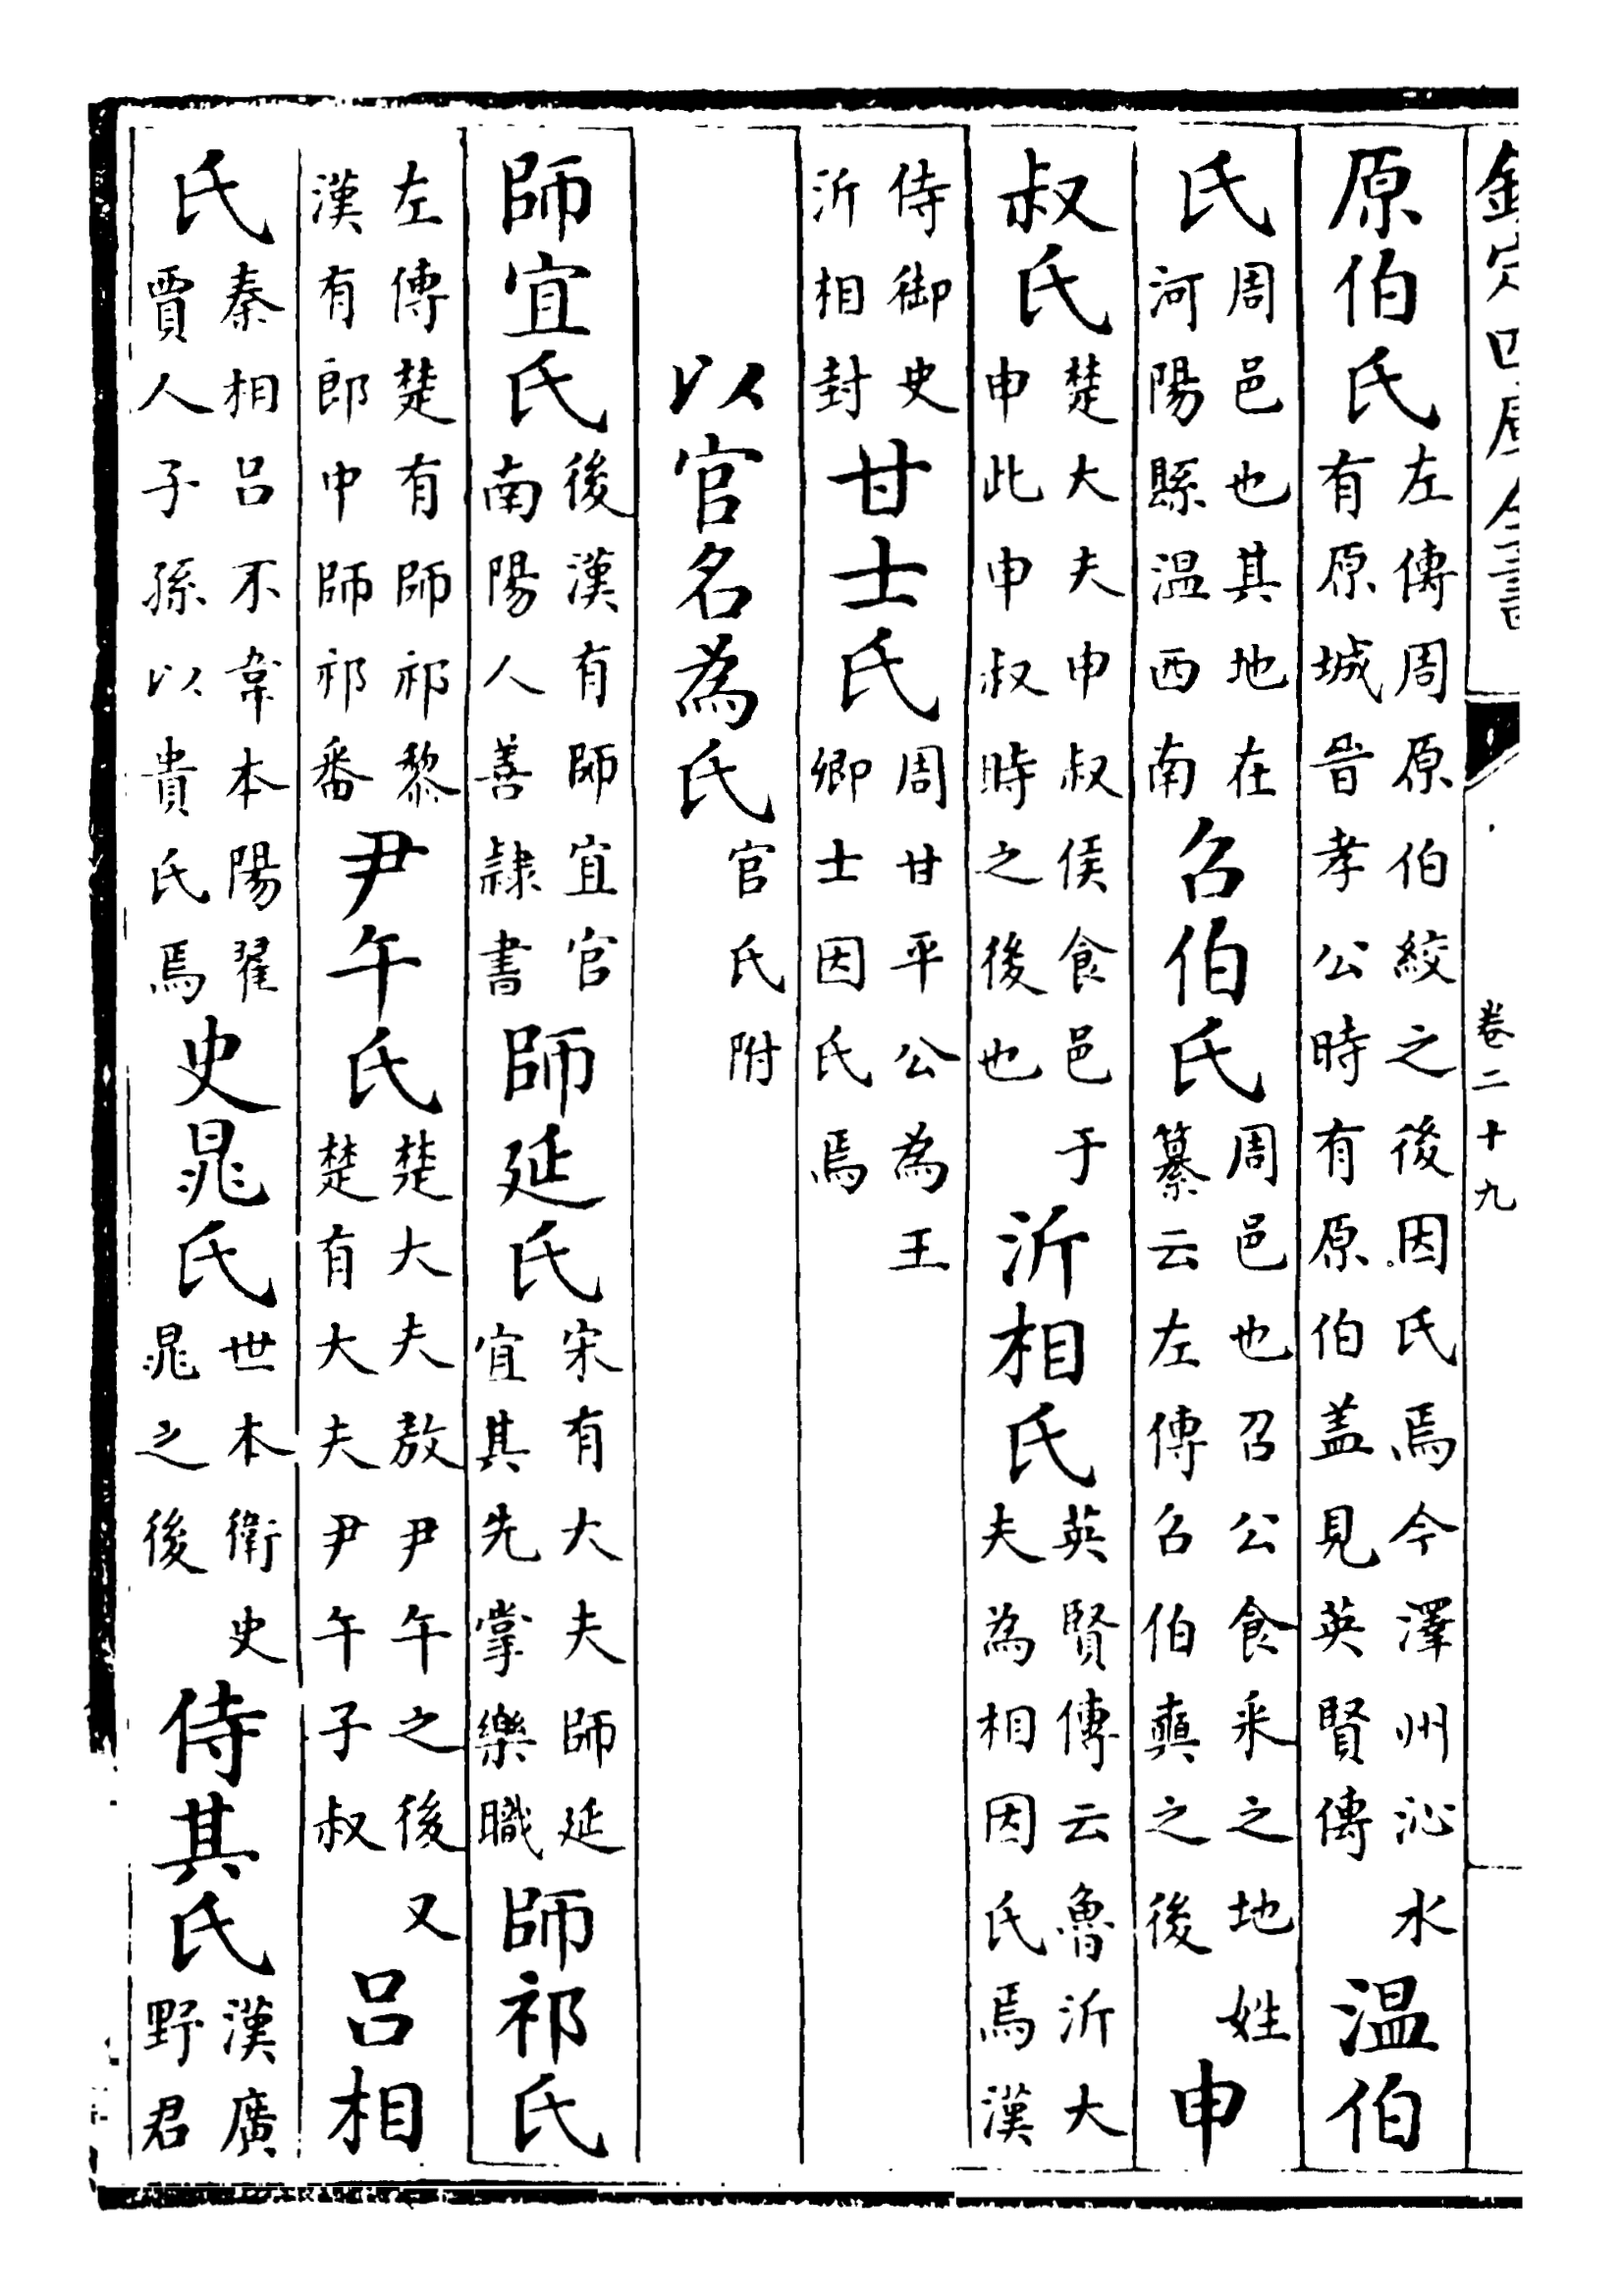 欽定四庫全書
卷二十九
原伯氏左傳周原伯絞之後因氏焉今澤州沁水有原城晉孝公時有原伯蓋見英賢傳温伯
氏周邑也其地在河陽縣温西南召伯氏周邑也召公食采之地姓纂云左傳召伯奭之後申
叔氏楚大夫申叔侯食邑于申此申叔時之後也沂相氏英賢傳云魯沂大夫為相因氏焉漢
侍御史沂相封甘士氏周甘平公為王卿士因氏焉
以官名為氏官氏附
師宜氏後漢有師宜官南陽人善隷書師延氏宋有大夫師延宜其先掌樂職師祁氏
左傳楚有師祁黎漢有郎中師祁番尹午氏楚大夫敖尹午之後又楚有大夫尹午子叔吕相
氏秦相吕不韋本陽翟賈人子孫以貴氏焉史晁氏世本衛史晁之後侍其氏漢廣野君